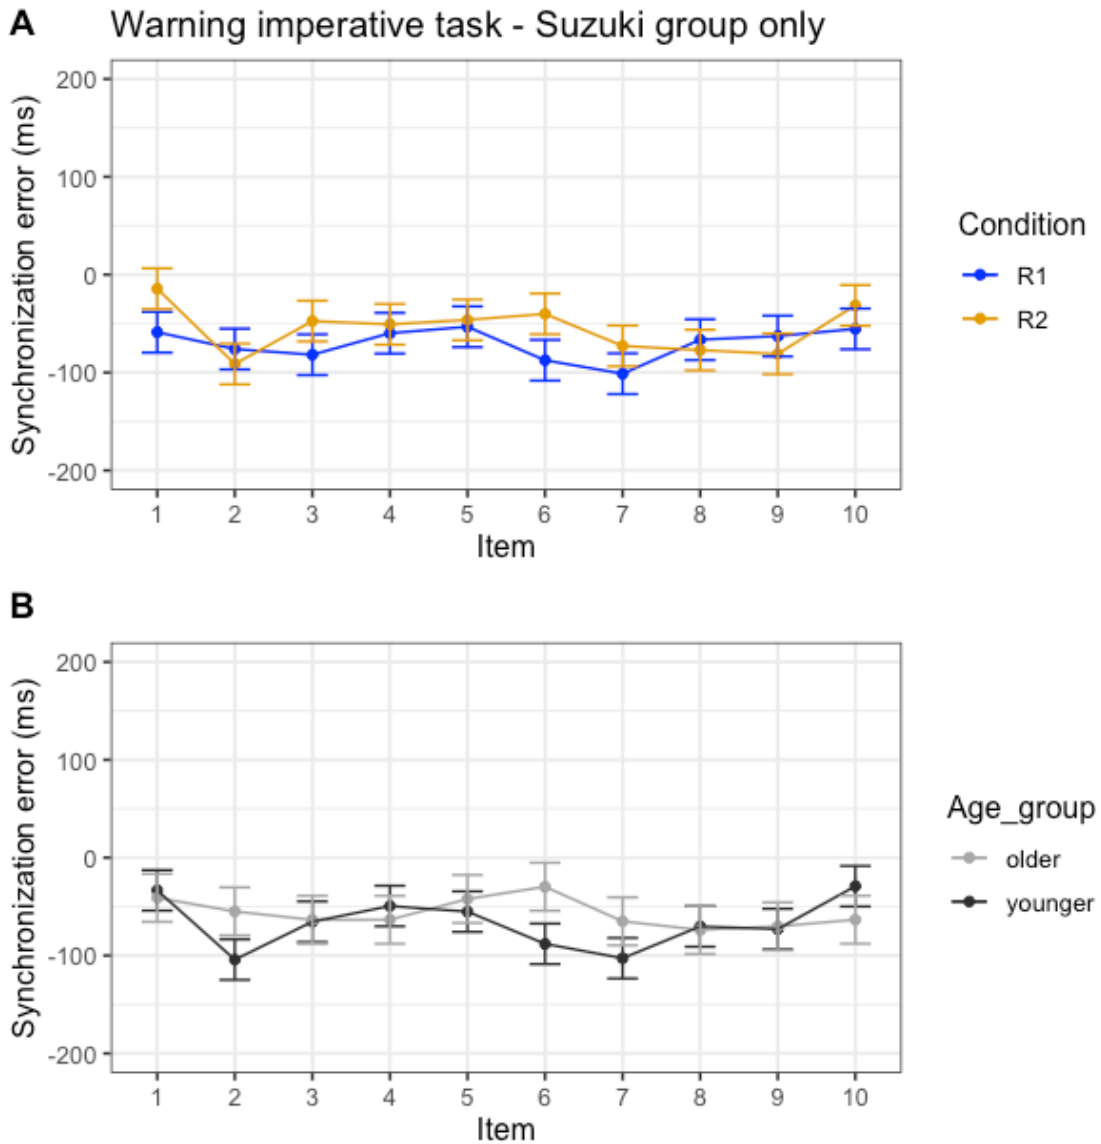 A Warning imperative task - Suzuki group only
Synchronization error (ms)
200
100
0
-100
-200
1 2 3 4 5 6 7 8 9 10
Item
Condition
R1
R2
B
Synchronization error (ms)
200
100
0
-100
-200
1 2 3 4 5 6 7 8 9 10
Item
Age_group
older
younger